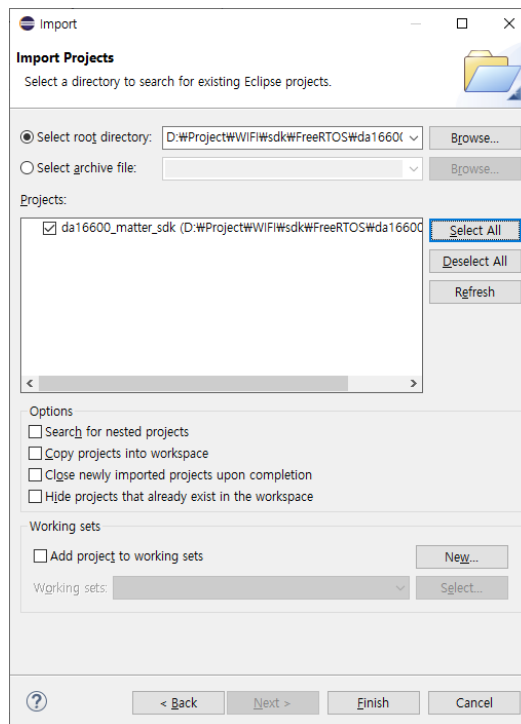 Import
Import Projects
Select a directory to search for existing Eclipse projects.
Select root directory: D:₩Project₩WIFI₩sdk₩FreeRTOS₩da1660( Browse...
Select archive file: Browse...
Projects:
da16600_matter_sdk (D:₩Project₩WIFI₩sdk₩FreeRTOS₩da16600
Select All
Deselect All
Refresh
Options
Search for nested projects
Copy projects into workspace
Close newly imported projects upon completion
Hide projects that already exist in the workspace
Working sets
Add project to working sets New...
Working sets: Select...
< Back Next > Finish Cancel